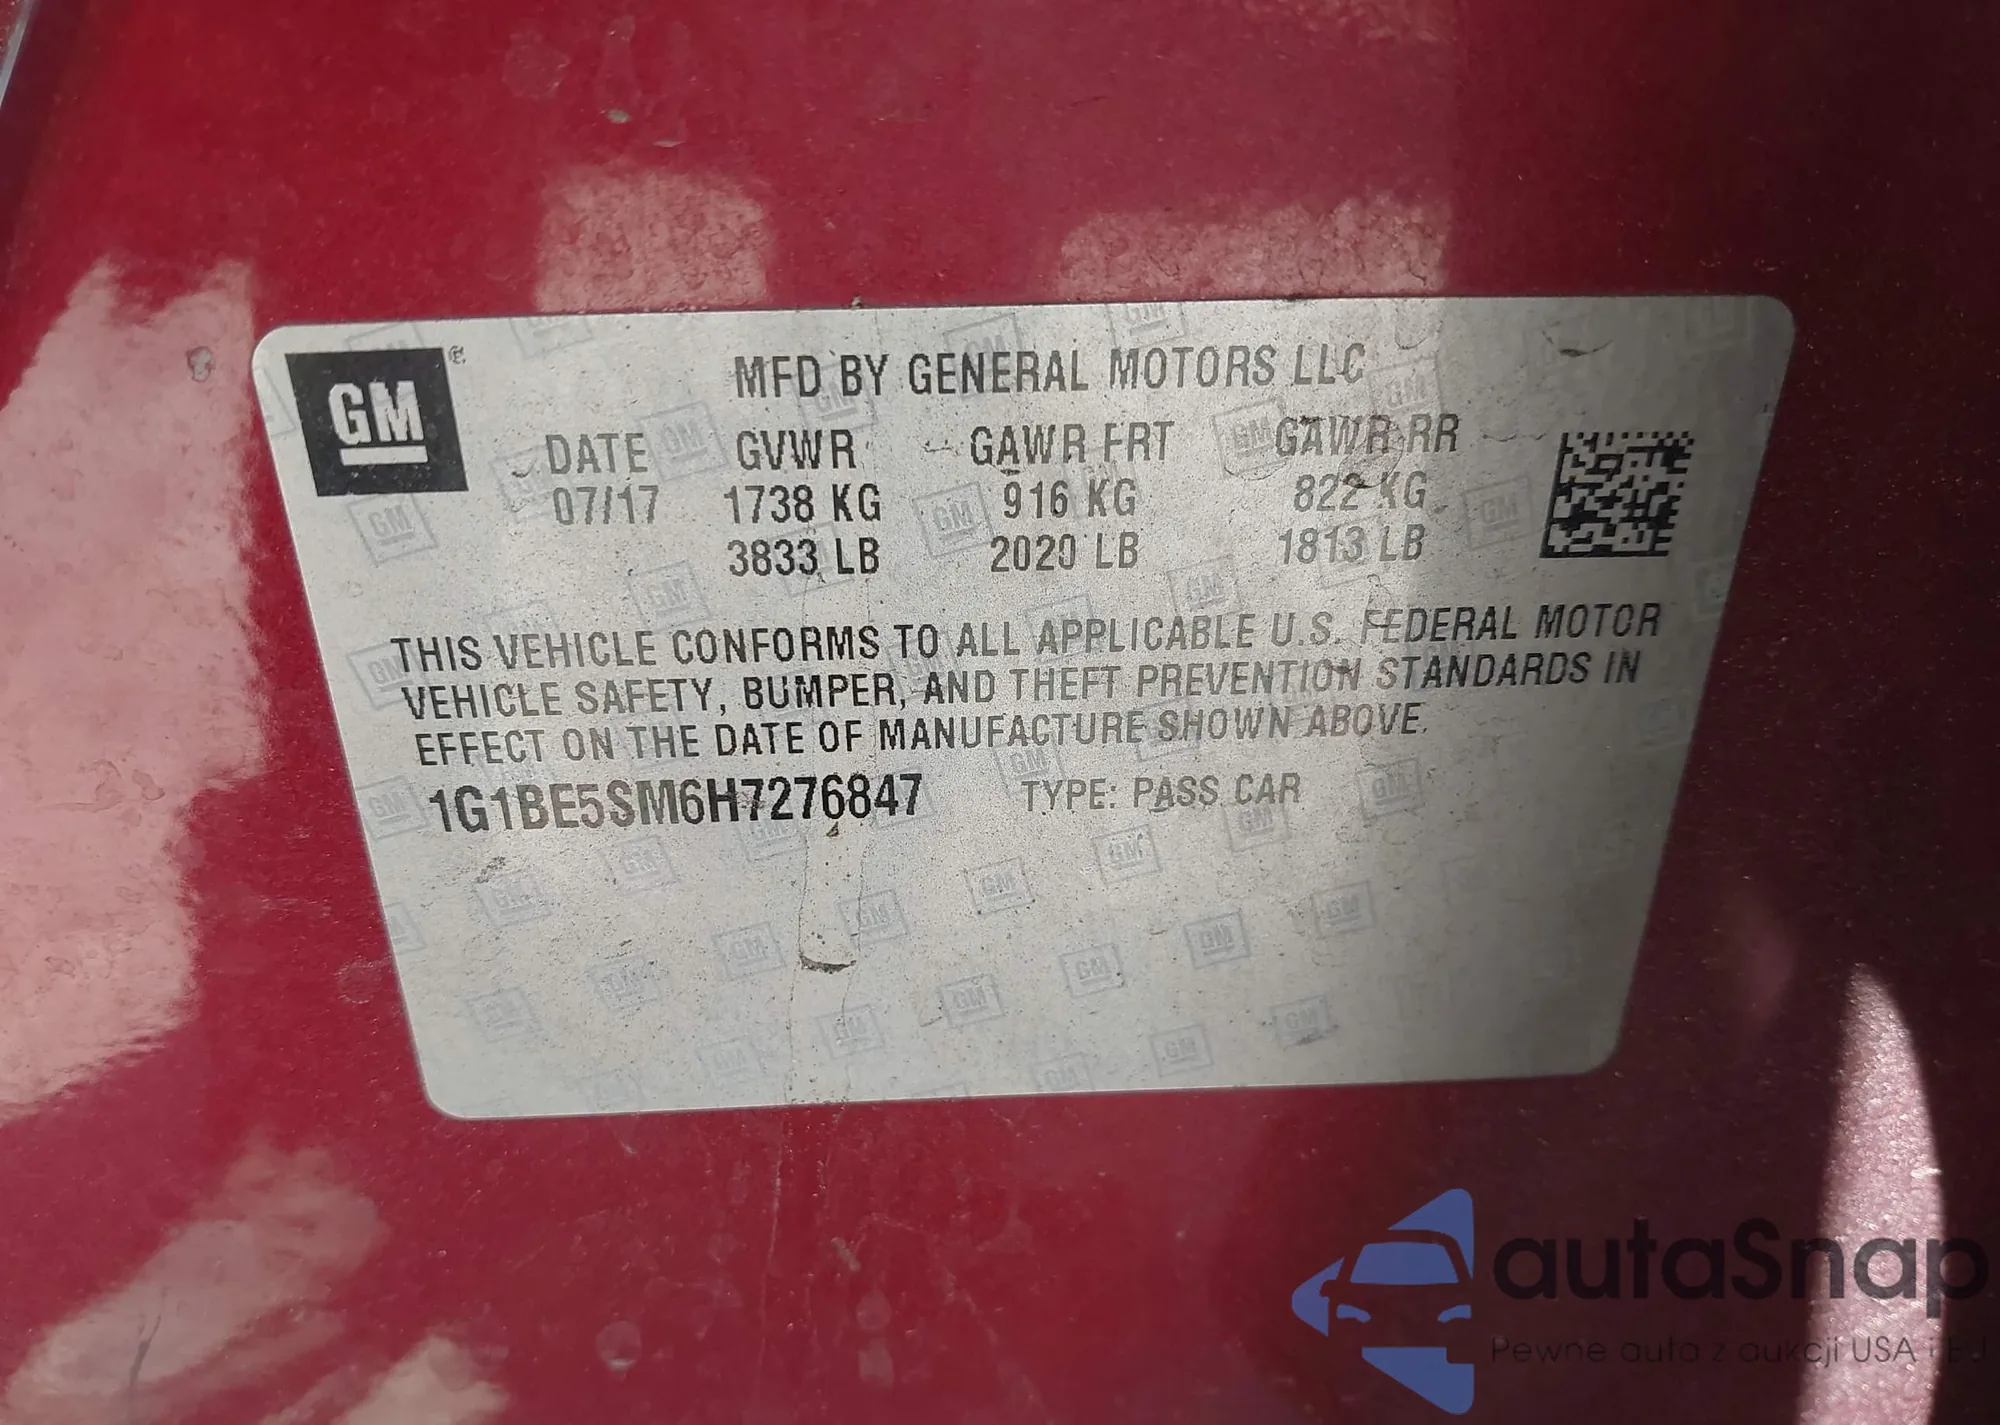 GM
MFD BY GENERAL MOTORS LLC
DATE GVWR GAWR FRT GAWR RR
07/17 1738 KG 916 KG 822 KG
3833 LB 2020 LB 1813 LB
THIS VEHICLE CONFORMS TO ALL APPLICABLE U.S. FEDERAL MOTOR
VEHICLE SAFETY, BUMPER, AND THEFT PREVENTION STANDARDS IN
EFFECT ON THE DATE OF MANUFACTURE SHOWN ABOVE.
1G1BE5SM6H7276847 TYPE: PASS CAR
autaSnap
Pewne auta z aukcji USA i EU